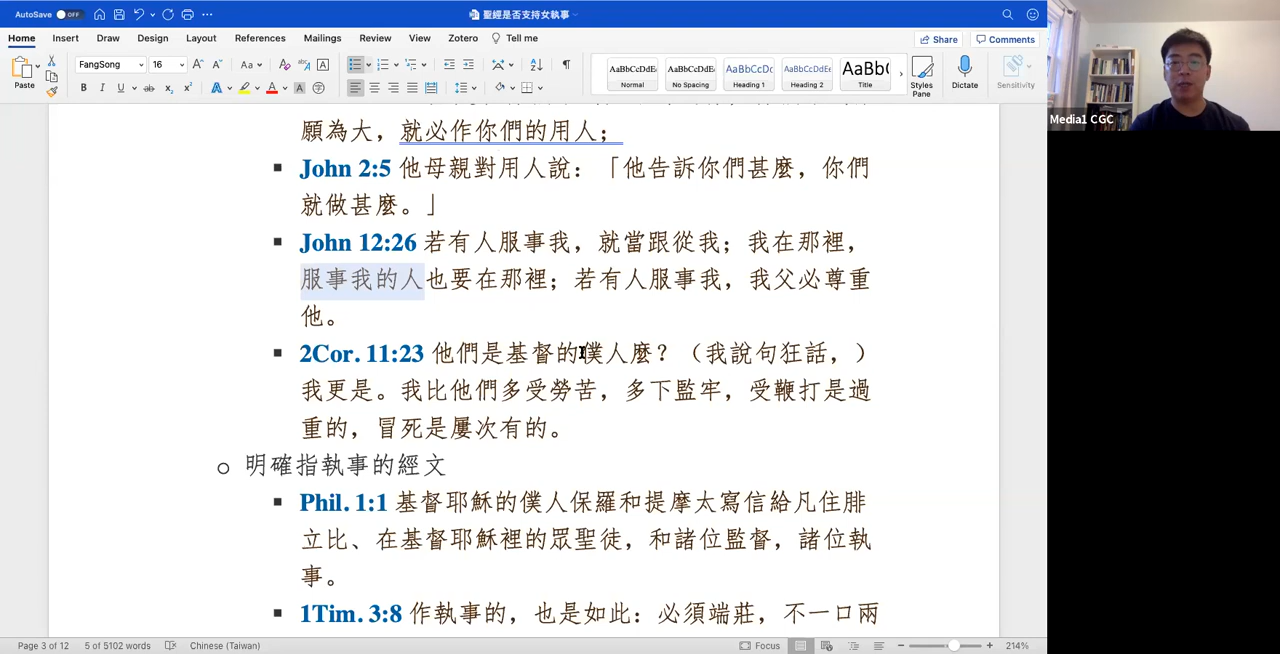 AutoSave OFF 聖經是否支持女執事
Home Insert Draw Design Layout References Mailings Review View Zotero Tell me Share Comments
Paste FangSong 16 Aa A B I U ab x₂ x² A AaBbCcDdEe Normal AaBbCcDdEe No Spacing AaBbCcDc Heading 1 AaBbCcDdEe Heading 2 AaBb( Title Styles Pane Dictate Sensitivity
願為大，就必作你們的用人；
John 2:5 他母親對用人說：「他告訴你們甚麼，你們
就做甚麼。」
John 12:26 若有人服事我，就當跟從我；我在那裡，
服事我的人也要在那裡；若有人服事我，我父必尊重
他。
2Cor. 11:23 他們是基督的僕人麼？（我說句狂話，）
我更是。我比他們多受勞苦，多下監牢，受鞭打是過
重的，冒死是屢次有的。
明確指執事的經文
Phil. 1:1 基督耶穌的僕人保羅和提摩太寫信給凡住腓
立比、在基督耶穌裡的眾聖徒，和諸位監督，諸位執
事。
1Tim. 3:8 作執事的，也是如此：必須端莊，不一口兩
Page 3 of 12 5 of 5102 words Chinese (Taiwan) Focus 214%
Media1 CGC